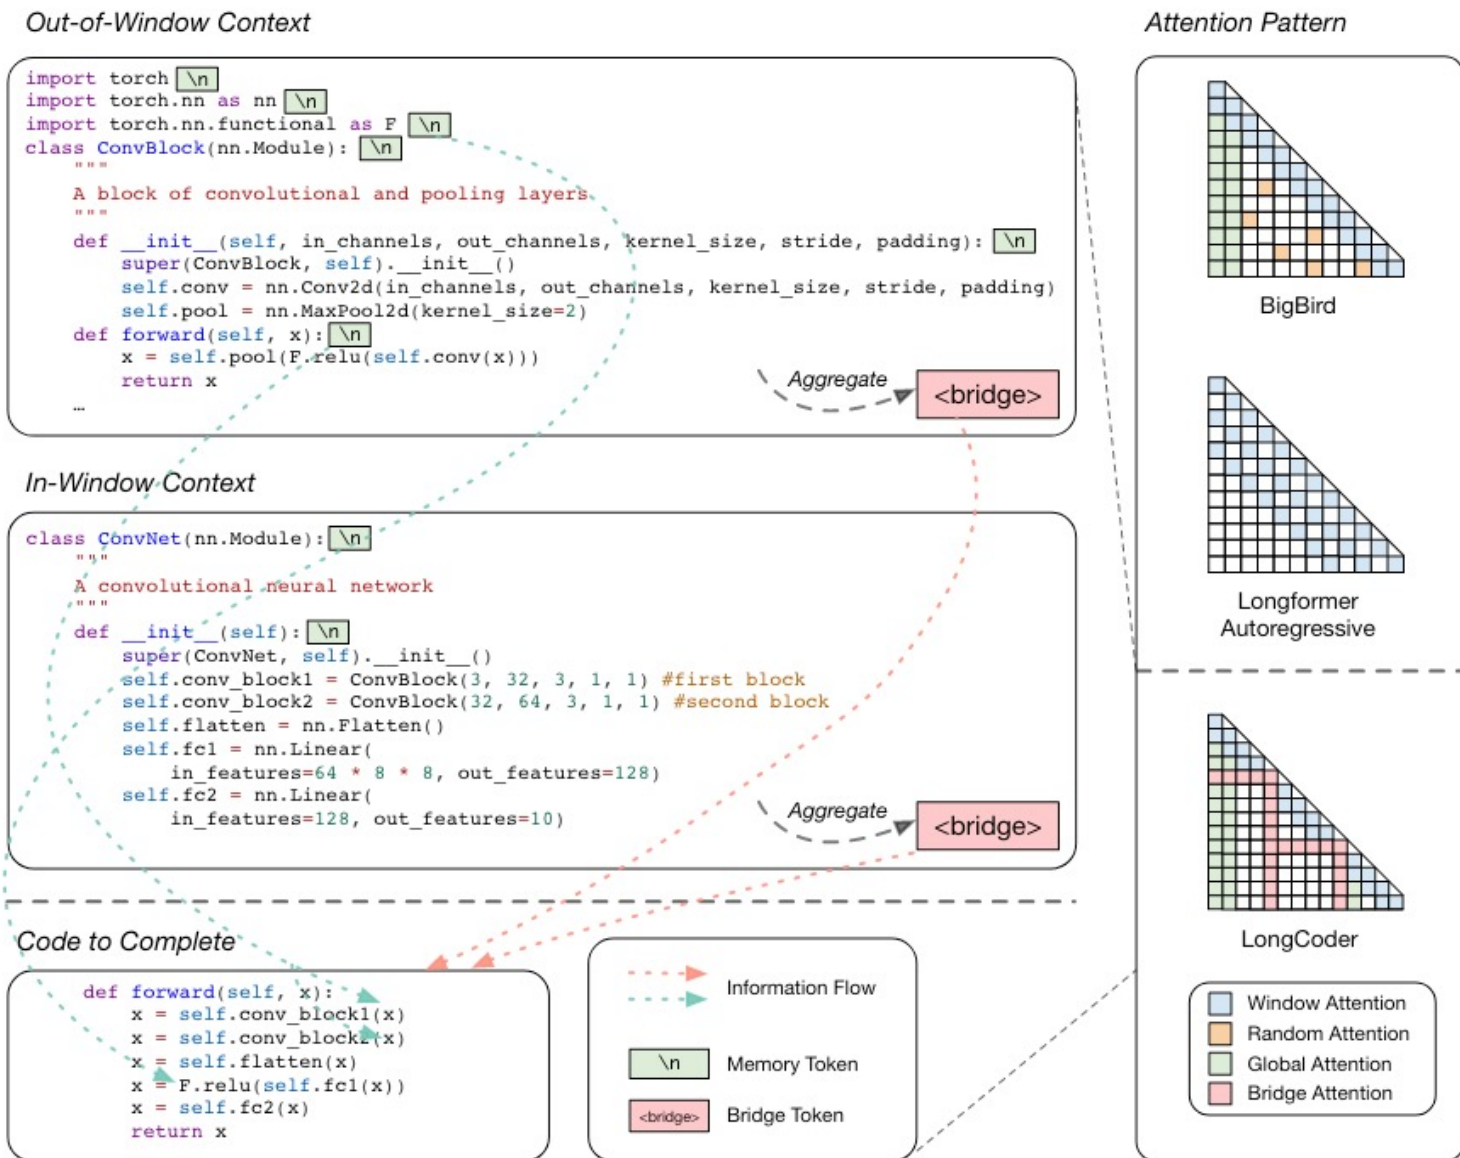 Out-of-Window Context
import torch \n
import torch.nn as nn \n
import torch.nn.functional as F \n
class ConvBlock(nn.Module): \n
"""
A block of convolutional and pooling layers
"""
def __init__(self, in_channels, out_channels, kernel_size, stride, padding): \n
super(ConvBlock, self).__init__()
self.conv = nn.Conv2d(in_channels, out_channels, kernel_size, stride, padding)
self.pool = nn.MaxPool2d(kernel_size=2)
def forward(self, x): \n
x = self.pool(F.relu(self.conv(x)))
return x
…
Aggregate
<bridge>
In-Window Context
class ConvNet(nn.Module): \n
"""
A convolutional neural network
"""
def __init__(self): \n
super(ConvNet, self).__init__()
self.conv_block1 = ConvBlock(3, 32, 3, 1, 1) #first block
self.conv_block2 = ConvBlock(32, 64, 3, 1, 1) #second block
self.flatten = nn.Flatten()
self.fc1 = nn.Linear(
in_features=64 * 8 * 8, out_features=128)
self.fc2 = nn.Linear(
in_features=128, out_features=10)
Aggregate
<bridge>
Code to Complete
def forward(self, x):
x = self.conv_block1(x)
x = self.conv_block2(x)
x = self.flatten(x)
x = F.relu(self.fc1(x))
x = self.fc2(x)
return x
Information Flow
\n Memory Token
<bridge> Bridge Token
Attention Pattern
BigBird
Longformer
Autoregressive
LongCoder
Window Attention
Random Attention
Global Attention
Bridge Attention